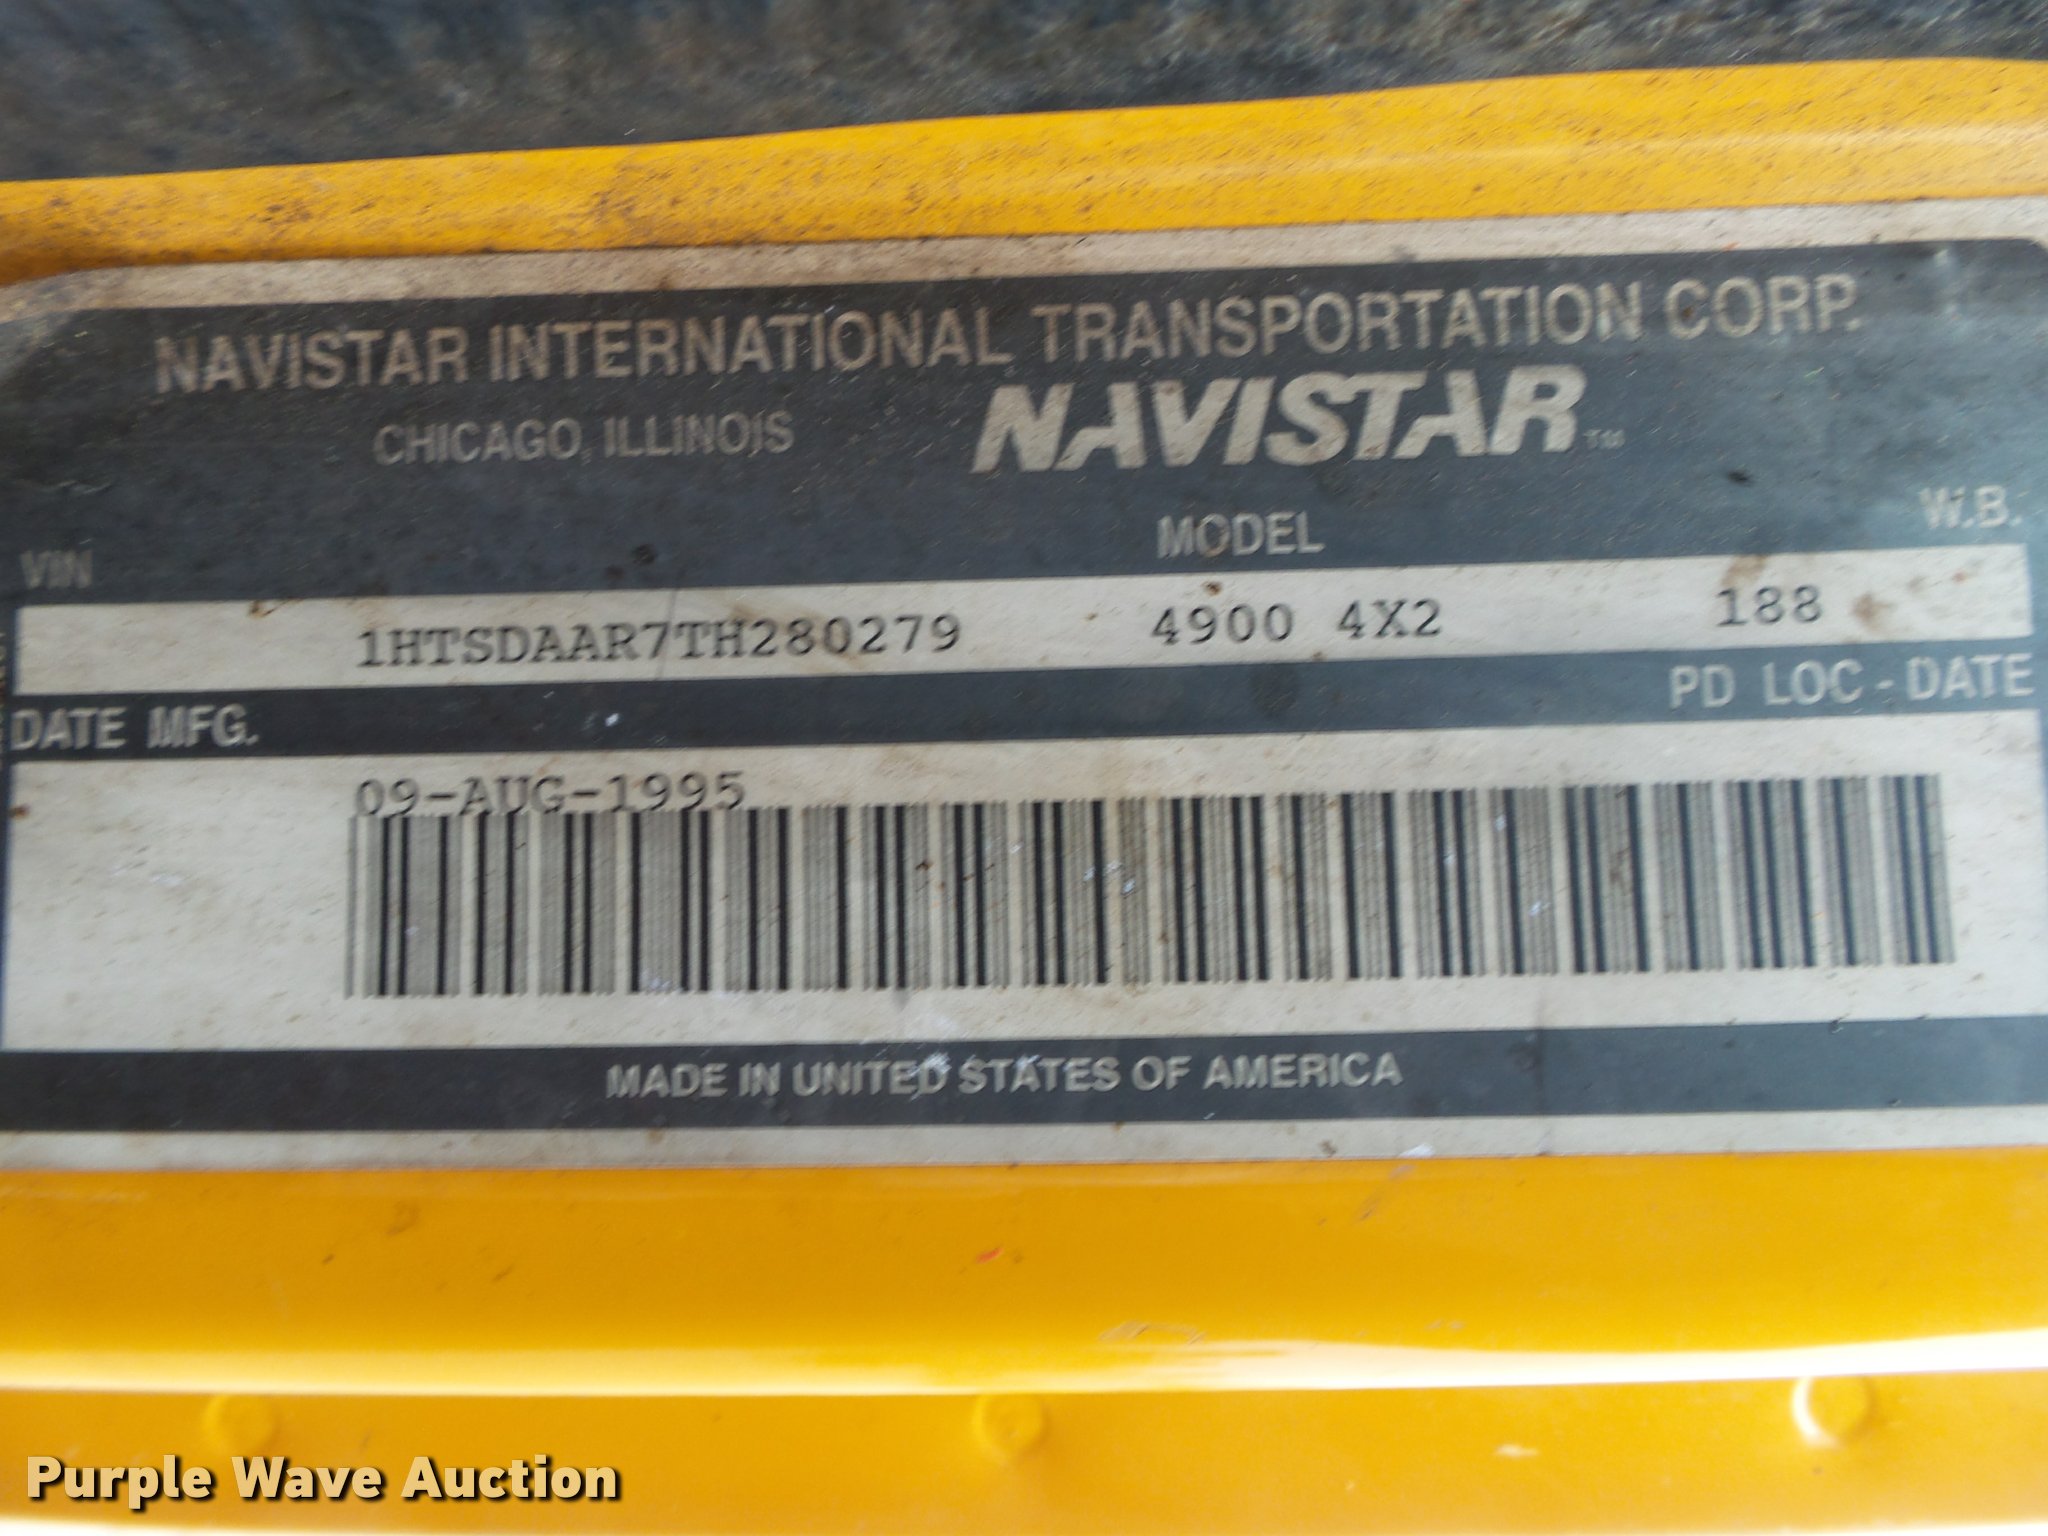 NAVISTAR INTERNATIONAL TRANSPORTATION CORP.
CHICAGO, ILLINOIS NAVISTAR™
VIN MODEL W.B.
1HTSDAAR7TH280279 4900 4X2 188
DATE MFG. PD LOC - DATE
09-AUG-1995
MADE IN UNITED STATES OF AMERICA
Purple Wave Auction